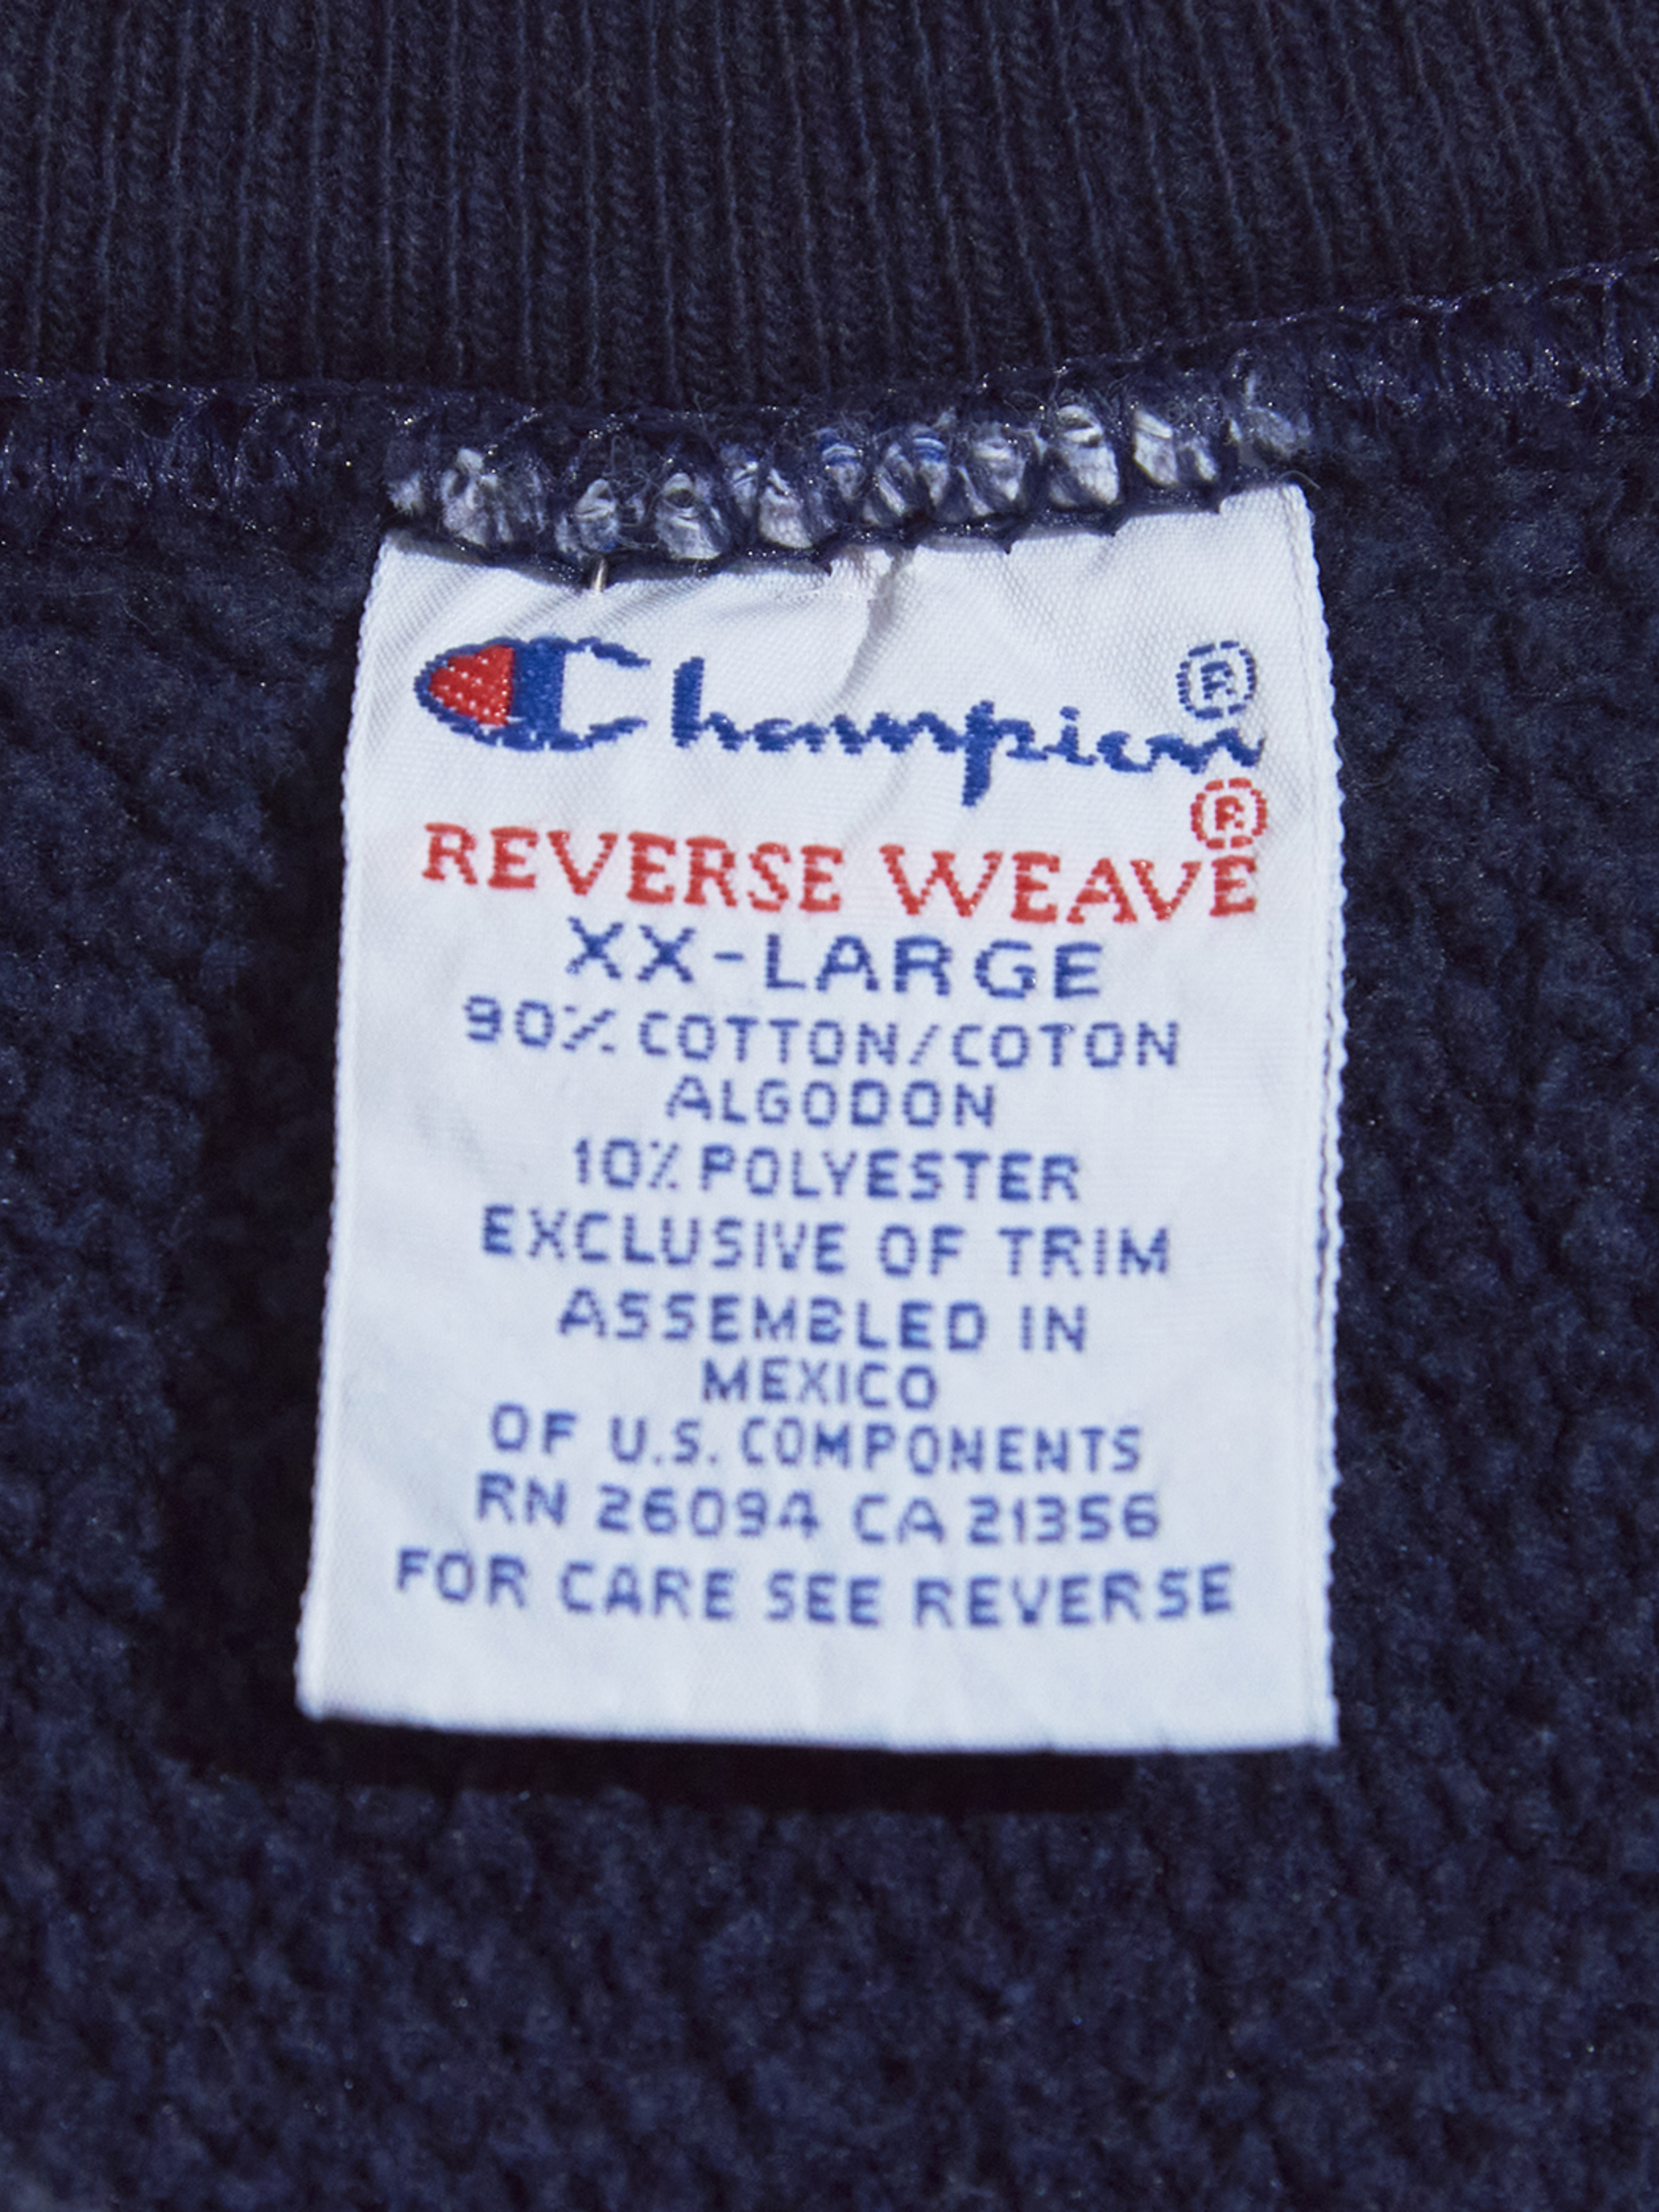 Champion®
REVERSE WEAVE®
XX-LARGE
90% COTTON/COTON
ALGODON
10% POLYESTER
EXCLUSIVE OF TRIM
ASSEMBLED IN
MEXICO
OF U.S. COMPONENTS
RN 26094 CA 21356
FOR CARE SEE REVERSE